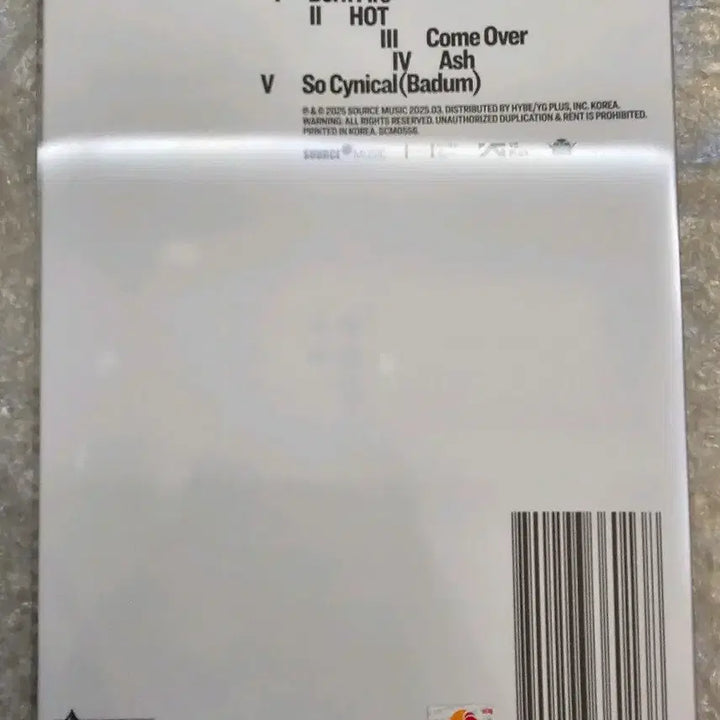 II HOT
III Come Over
IV Ash
V So Cynical (Badum)
℗ & © 2025 SOURCE MUSIC 2025.03. DISTRIBUTED BY HYBE/YG PLUS, INC. KOREA.
WARNING: ALL RIGHTS RESERVED. UNAUTHORIZED DUPLICATION & RENT IS PROHIBITED.
PRINTED IN KOREA. SCM0556.
SOURCE MUSIC